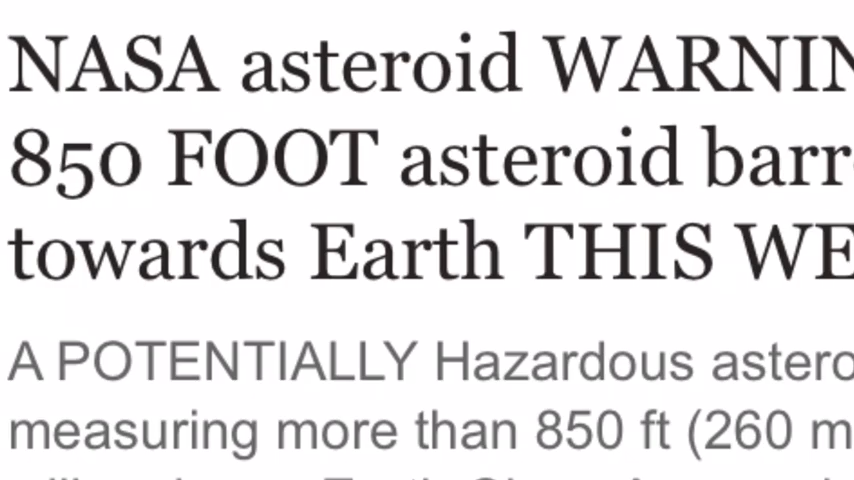 NASA asteroid WARNIN
850 FOOT asteroid barr
towards Earth THIS WE
A POTENTIALLY Hazardous astero
measuring more than 850 ft (260 m